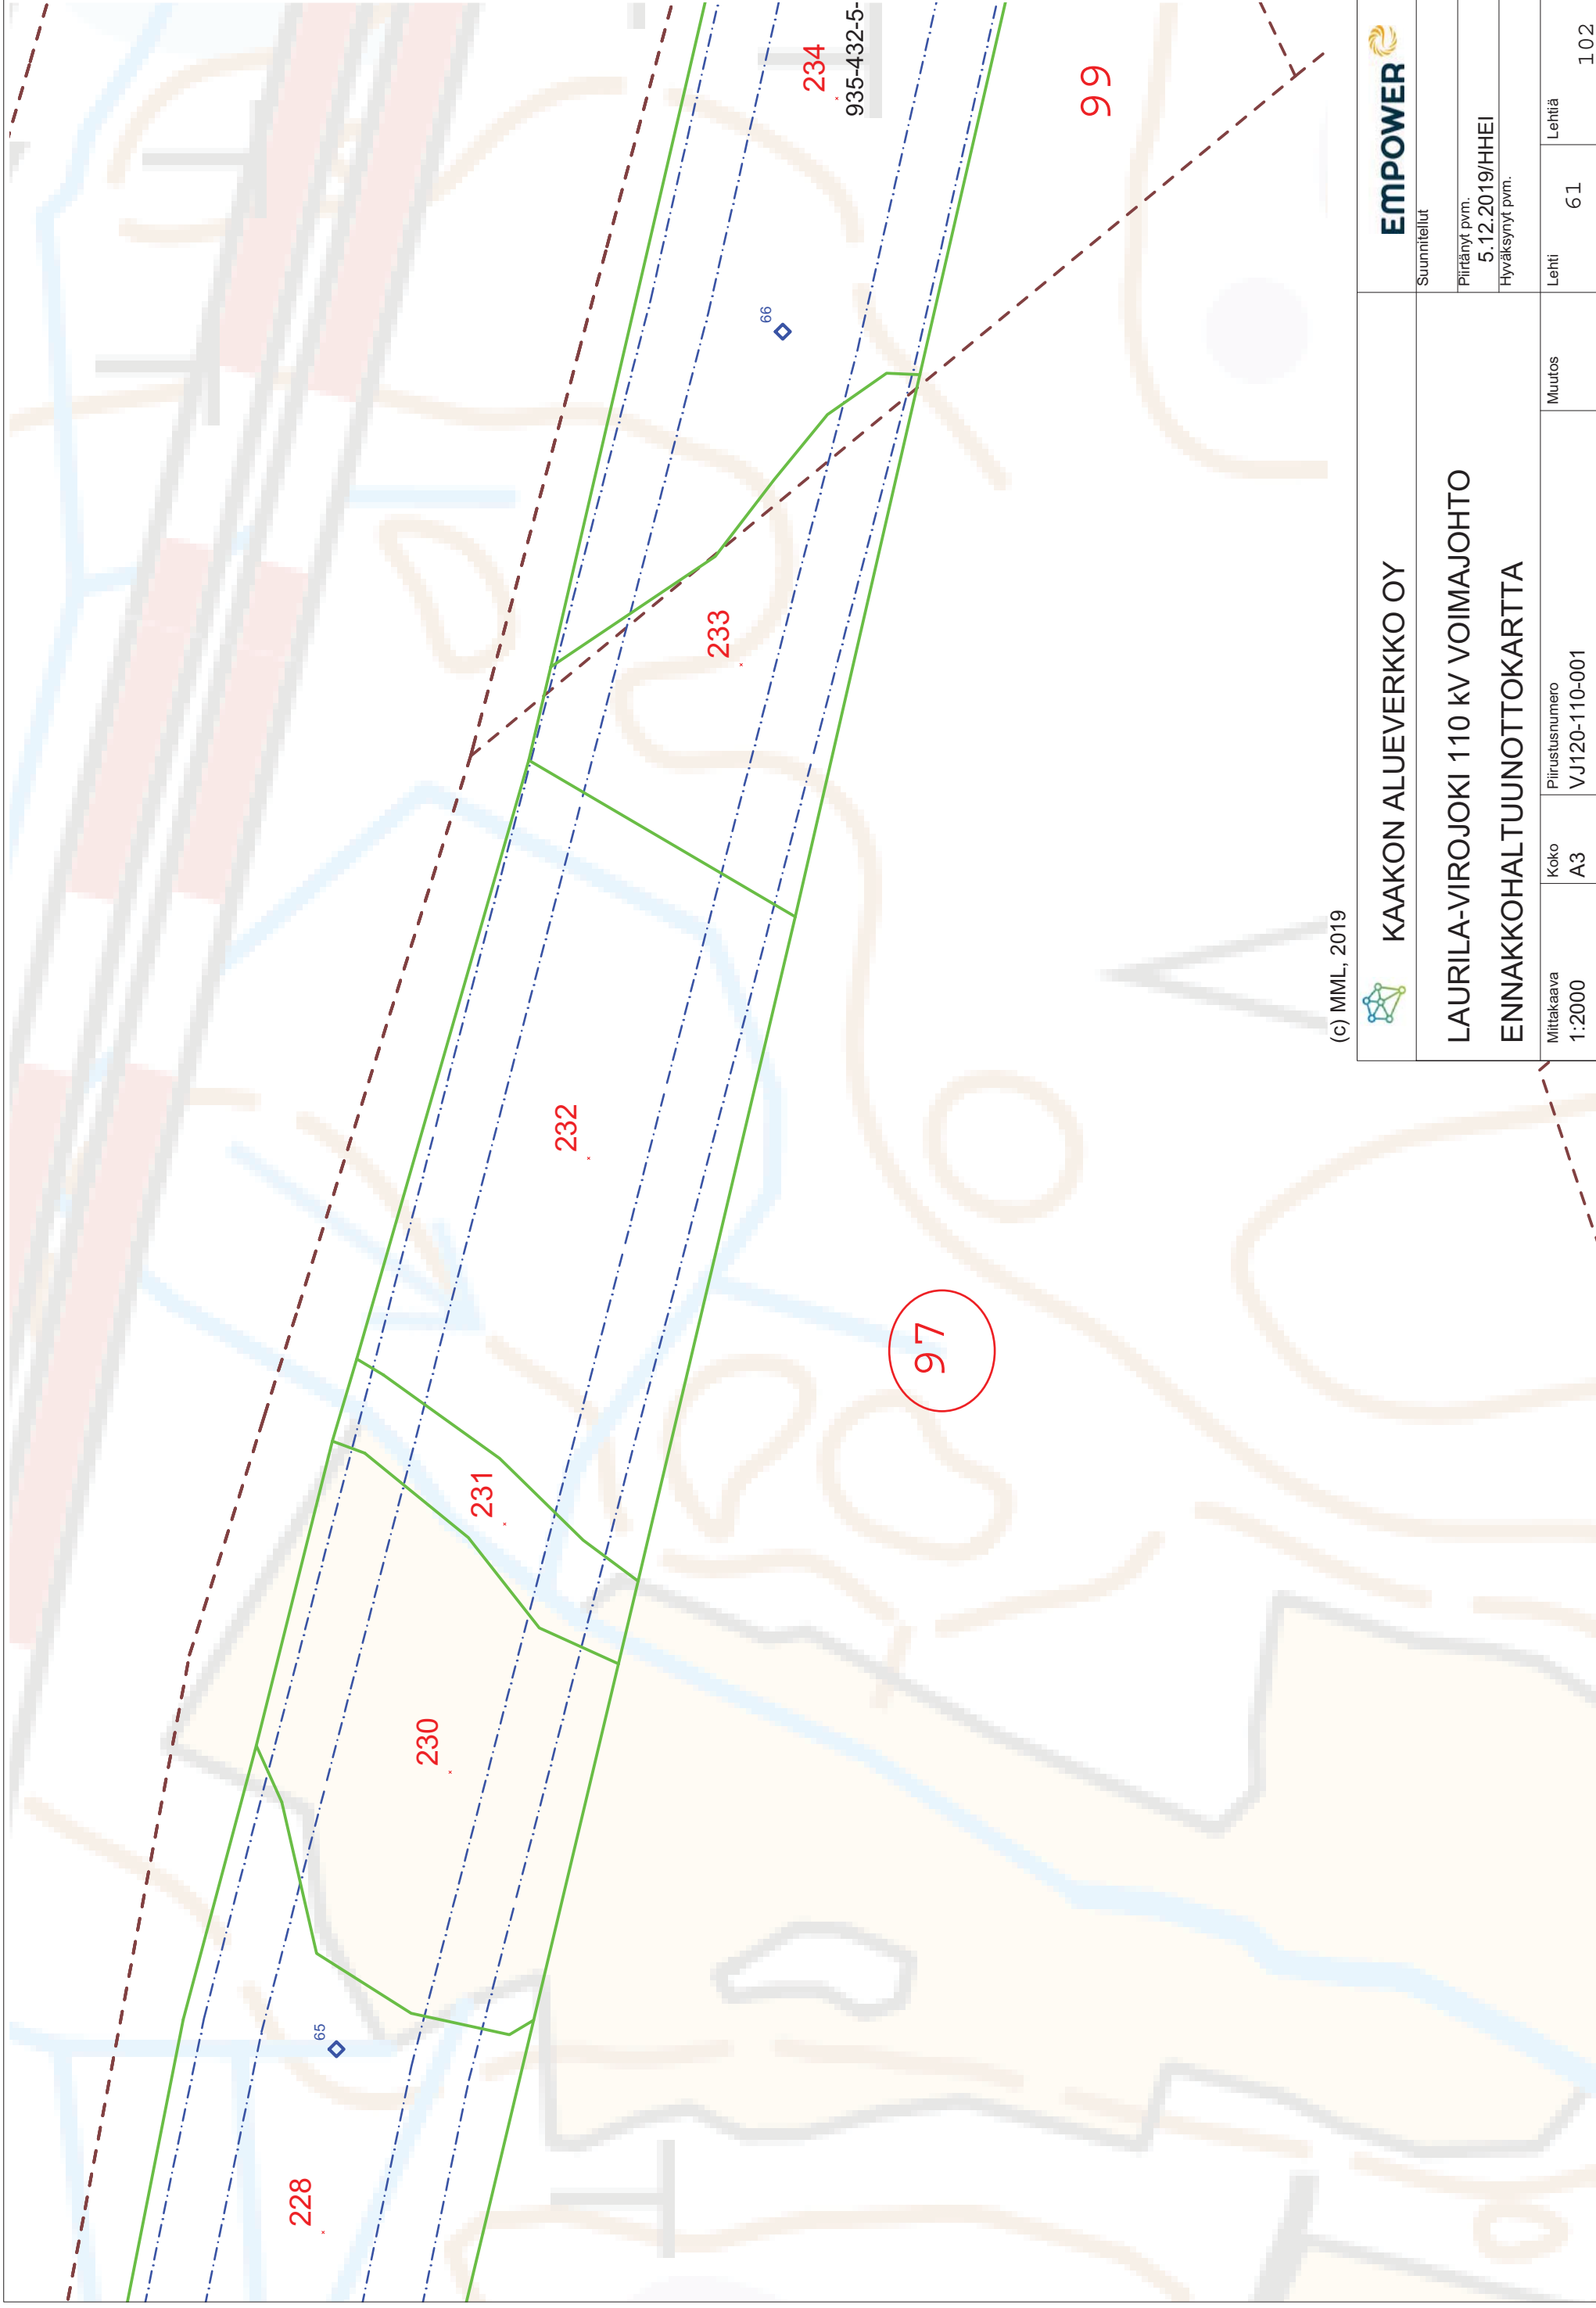 228
65
230
231
232
233
66
234
935-432-5-
97
99
(c) MML, 2019
KAAKON ALUEVERKKO OY
EMPOWER
LAURILA-VIROJOKI 110 kV VOIMAJOHTO
ENNAKKOHALTUUNOTTOKARTTA
Suunnitellut
Piirtänyt pvm.
5.12.2019/HHEI
Hyväksynyt pvm.
Mittakaava
1:2000
Koko
A3
Piirustusnumero
VJ120-110-001
Muutos
Lehti
61
Lehtiä
102